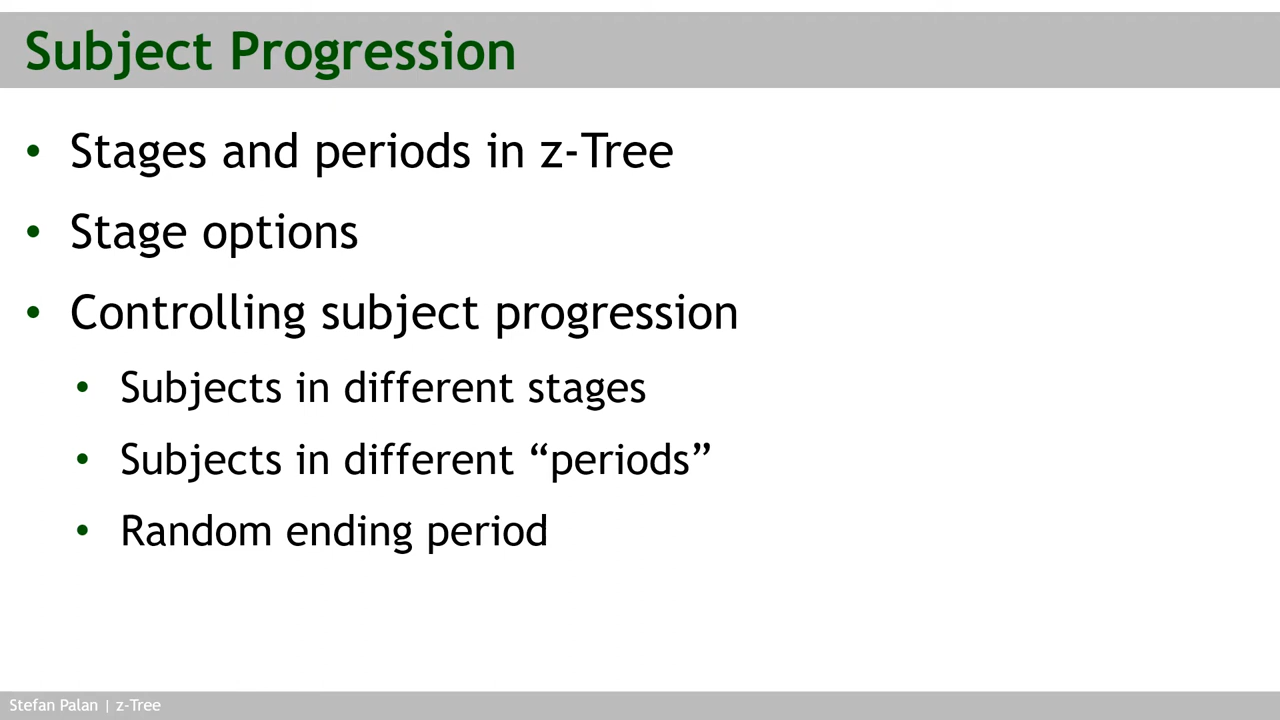 Subject Progression
• Stages and periods in z-Tree
• Stage options
• Controlling subject progression
• Subjects in different stages
• Subjects in different “periods”
• Random ending period
Stefan Palan | z-Tree